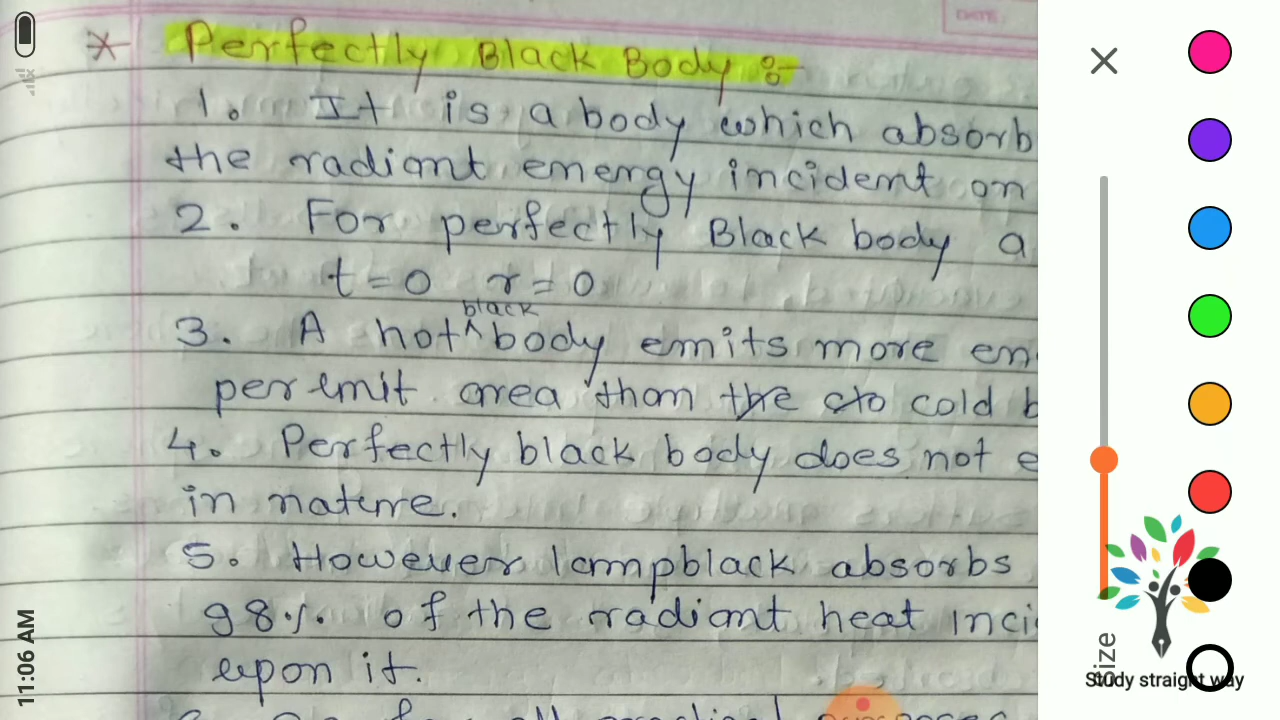 DATE:
* Perfectly Black Body :-
1. It is a body which absorb
the radiant energy incident on
2. For perfectly Black body a
t = 0 r = 0
black
3. A hot ^ body emits more en
per unit area than the cto cold b
4. Perfectly black body does not e
in nature.
5. However lampblack absorbs
98%. of the radiant heat inci
upon it.
11:06 AM
Size
Study straight way